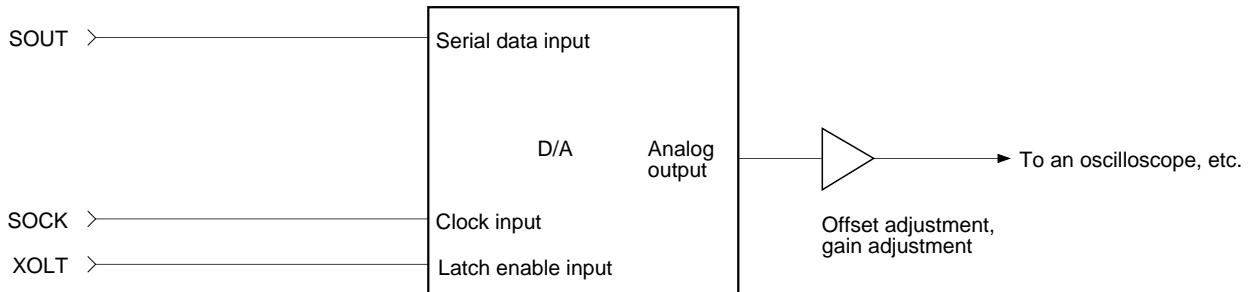 SOUT
Serial data input
D/A
Analog
output
To an oscilloscope, etc.
SOCK
Clock input
Offset adjustment,
gain adjustment
XOLT
Latch enable input